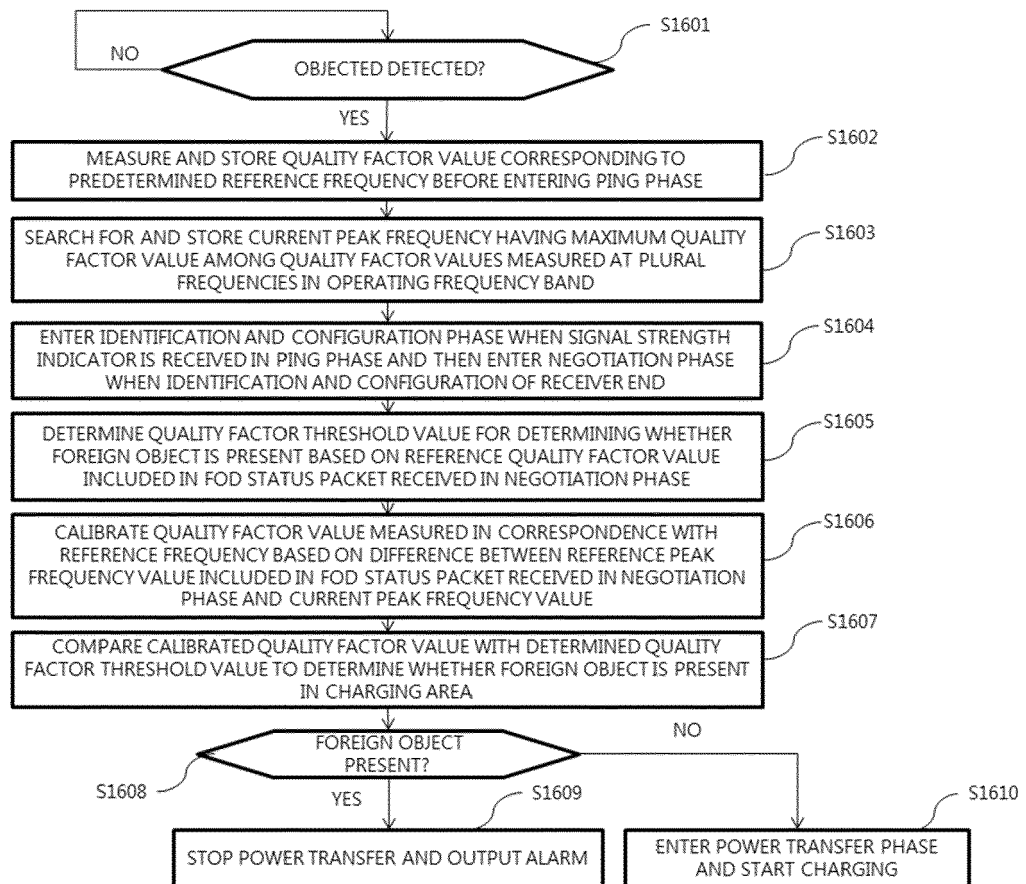 S1601
NO
OBJECTED DETECTED?
YES
S1602
MEASURE AND STORE QUALITY FACTOR VALUE CORRESPONDING TO
PREDETERMINED REFERENCE FREQUENCY BEFORE ENTERING PING PHASE
S1603
SEARCH FOR AND STORE CURRENT PEAK FREQUENCY HAVING MAXIMUM QUALITY
FACTOR VALUE AMONG QUALITY FACTOR VALUES MEASURED AT PLURAL
FREQUENCIES IN OPERATING FREQUENCY BAND
S1604
ENTER IDENTIFICATION AND CONFIGURATION PHASE WHEN SIGNAL STRENGTH
INDICATOR IS RECEIVED IN PING PHASE AND THEN ENTER NEGOTIATION PHASE
WHEN IDENTIFICATION AND CONFIGURATION OF RECEIVER END
S1605
DETERMINE QUALITY FACTOR THRESHOLD VALUE FOR DETERMINING WHETHER
FOREIGN OBJECT IS PRESENT BASED ON REFERENCE QUALITY FACTOR VALUE
INCLUDED IN FOD STATUS PACKET RECEIVED IN NEGOTIATION PHASE
S1606
CALIBRATE QUALITY FACTOR VALUE MEASURED IN CORRESPONDENCE WITH
REFERENCE FREQUENCY BASED ON DIFFERENCE BETWEEN REFERENCE PEAK
FREQUENCY VALUE INCLUDED IN FOD STATUS PACKET RECEIVED IN NEGOTIATION
PHASE AND CURRENT PEAK FREQUENCY VALUE
S1607
COMPARE CALIBRATED QUALITY FACTOR VALUE WITH DETERMINED QUALITY
FACTOR THRESHOLD VALUE TO DETERMINE WHETHER FOREIGN OBJECT IS PRESENT
IN CHARGING AREA
FOREIGN OBJECT
PRESENT?
NO
S1608
YES
S1609
S1610
STOP POWER TRANSFER AND OUTPUT ALARM
ENTER POWER TRANSFER PHASE
AND START CHARGING